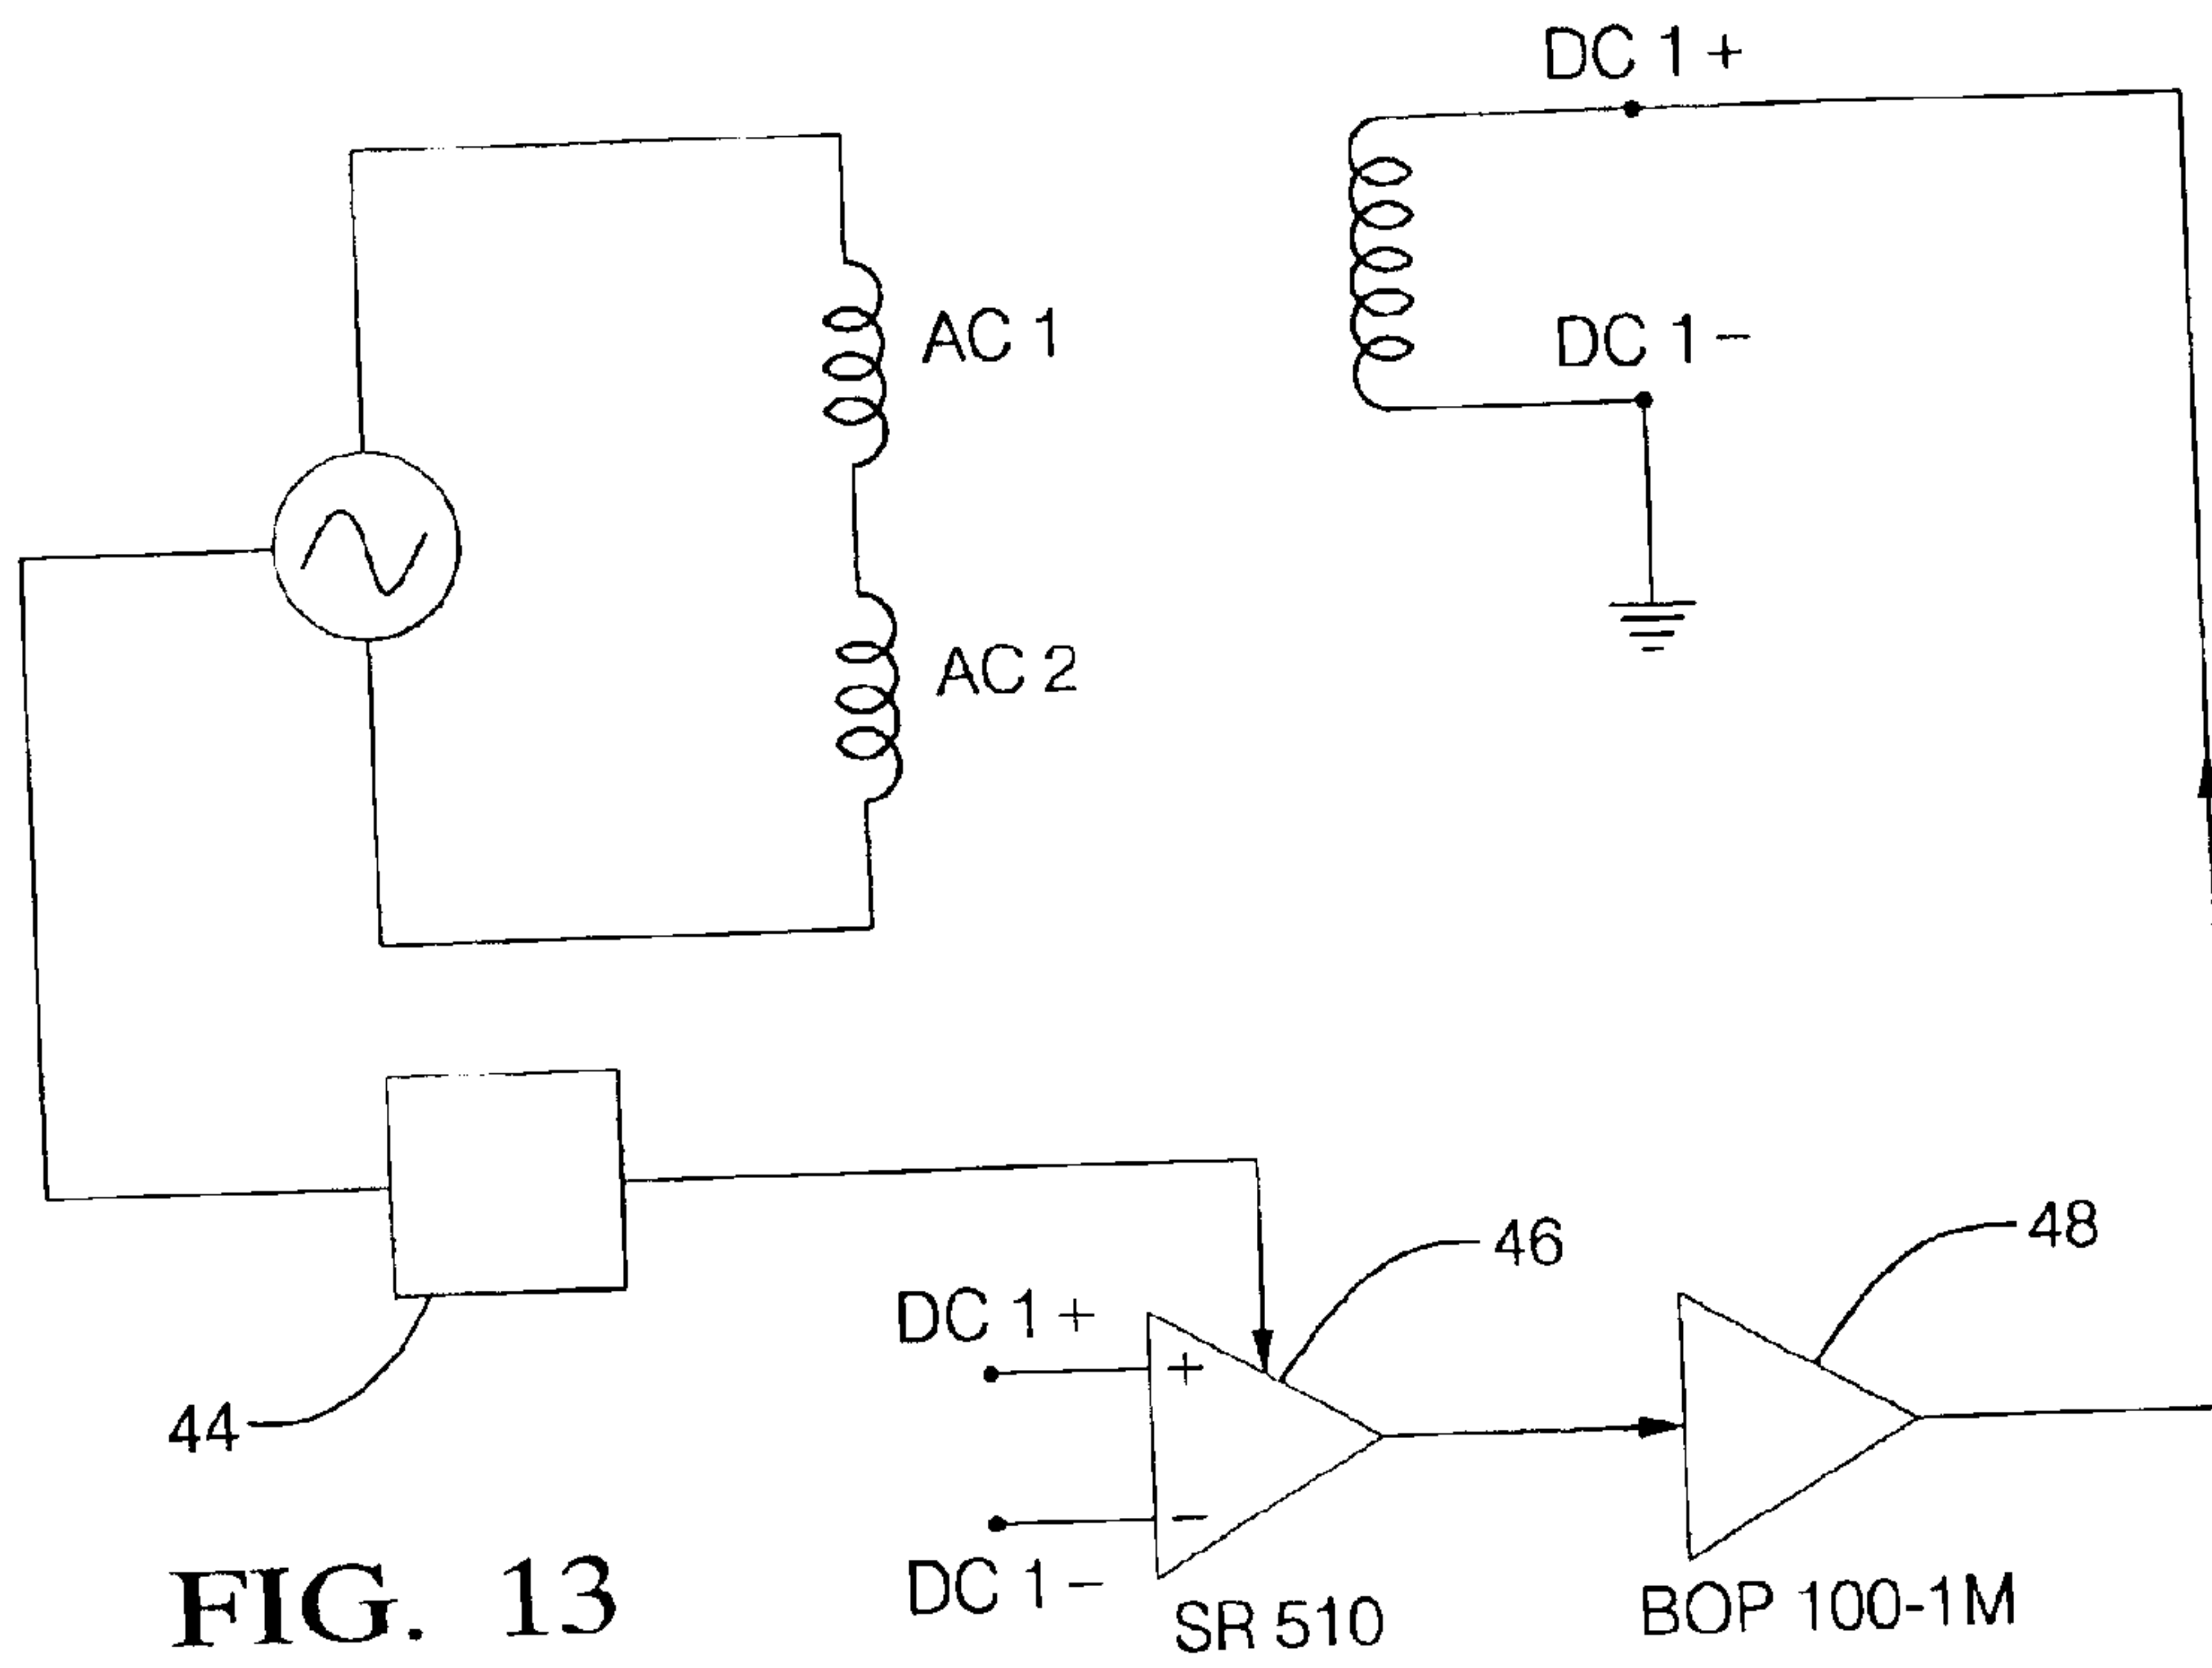 DC 1 +
AC 1
DC 1 -
AC 2
46
48
DC 1 +
+
44
-
DC 1 -
SR 510
BOP 100-1M
FIG. 13